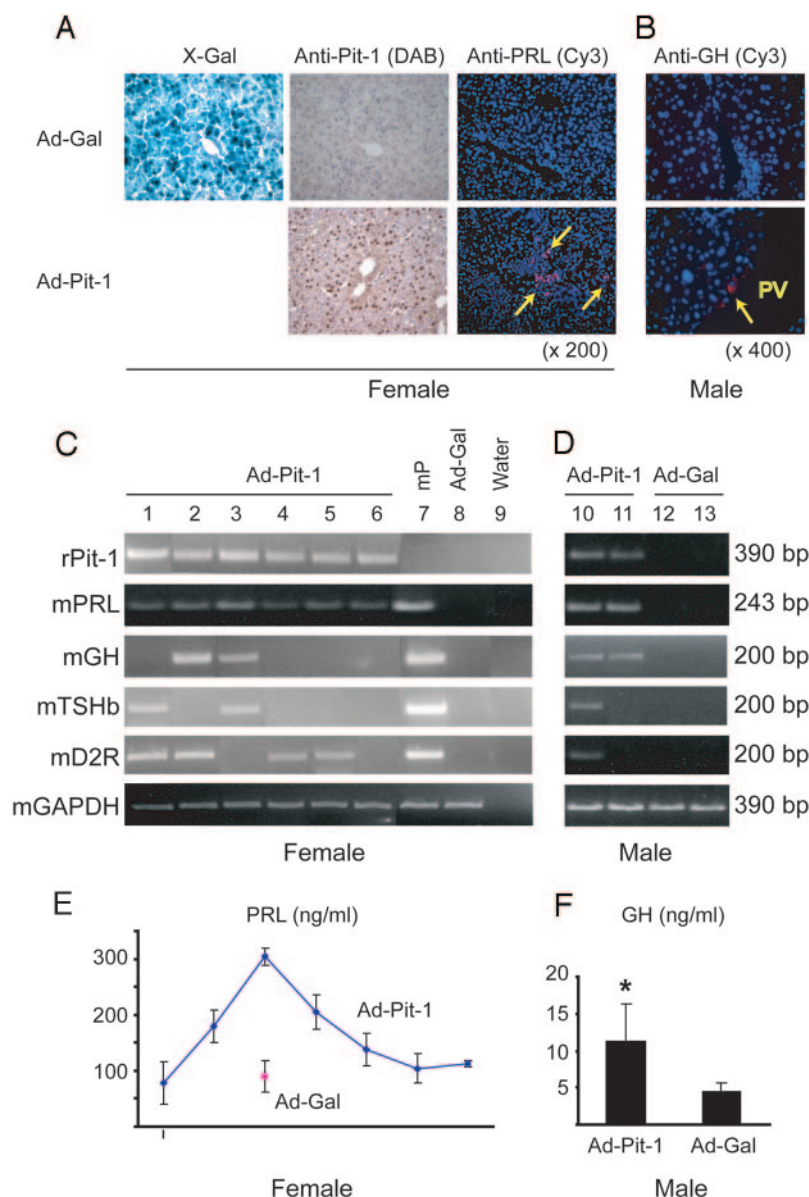 A
B
X-Gal
Anti-Pit-1 (DAB)
Anti-PRL (Cy3)
Anti-GH (Cy3)
Ad-Gal
Ad-Pit-1
PV
(x 200)
(x 400)
Female
Male
C
D
Ad-Pit-1
mP
Ad-Gal
Water
Ad-Pit-1 Ad-Gal
1 2 3 4 5 6 7 8 9
10 11 12 13
rPit-1
390 bp
mPRL
243 bp
mGH
200 bp
mTSHb
200 bp
mD2R
200 bp
mGAPDH
390 bp
Female
Male
E
PRL (ng/ml)
300
200
100
Ad-Pit-1
Ad-Gal
Female
F
GH (ng/ml)
20
15
10
5
*
Ad-Pit-1 Ad-Gal
Male